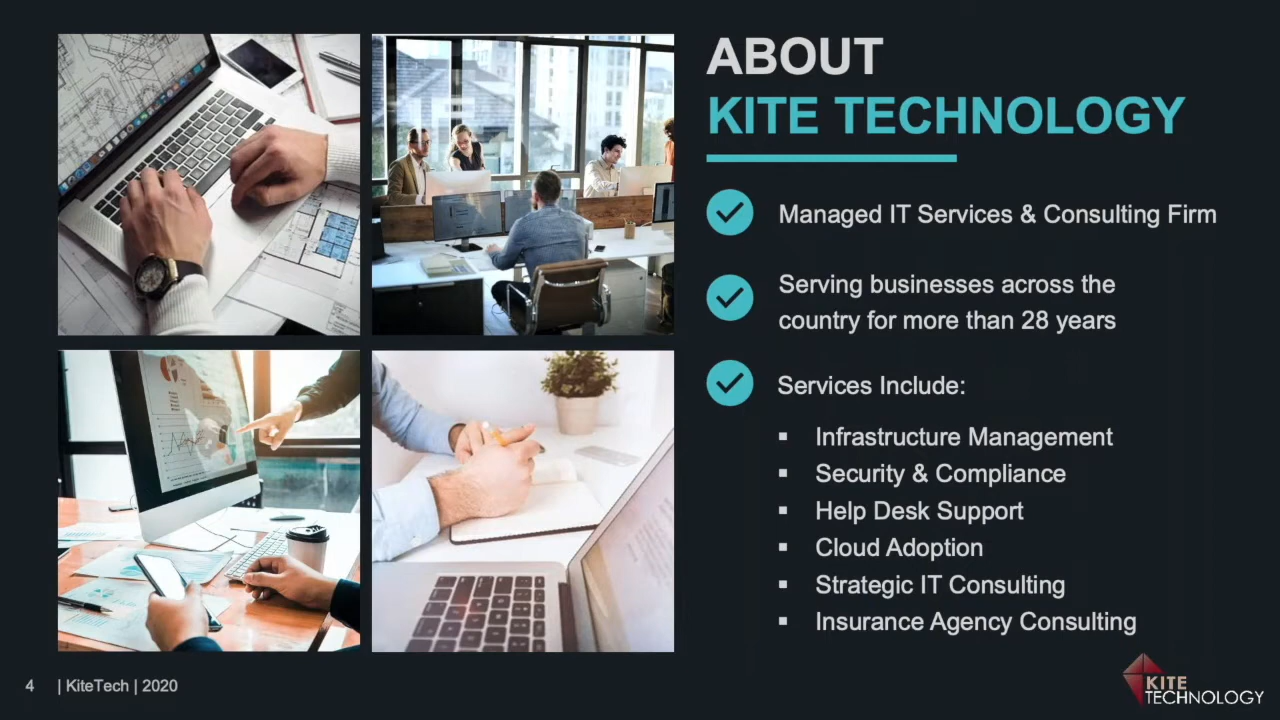 ABOUT
KITE TECHNOLOGY
Managed IT Services & Consulting Firm
Serving businesses across the
country for more than 28 years
Services Include:
▪ Infrastructure Management
▪ Security & Compliance
▪ Help Desk Support
▪ Cloud Adoption
▪ Strategic IT Consulting
▪ Insurance Agency Consulting
4 | KiteTech | 2020
KITE
TECHNOLOGY